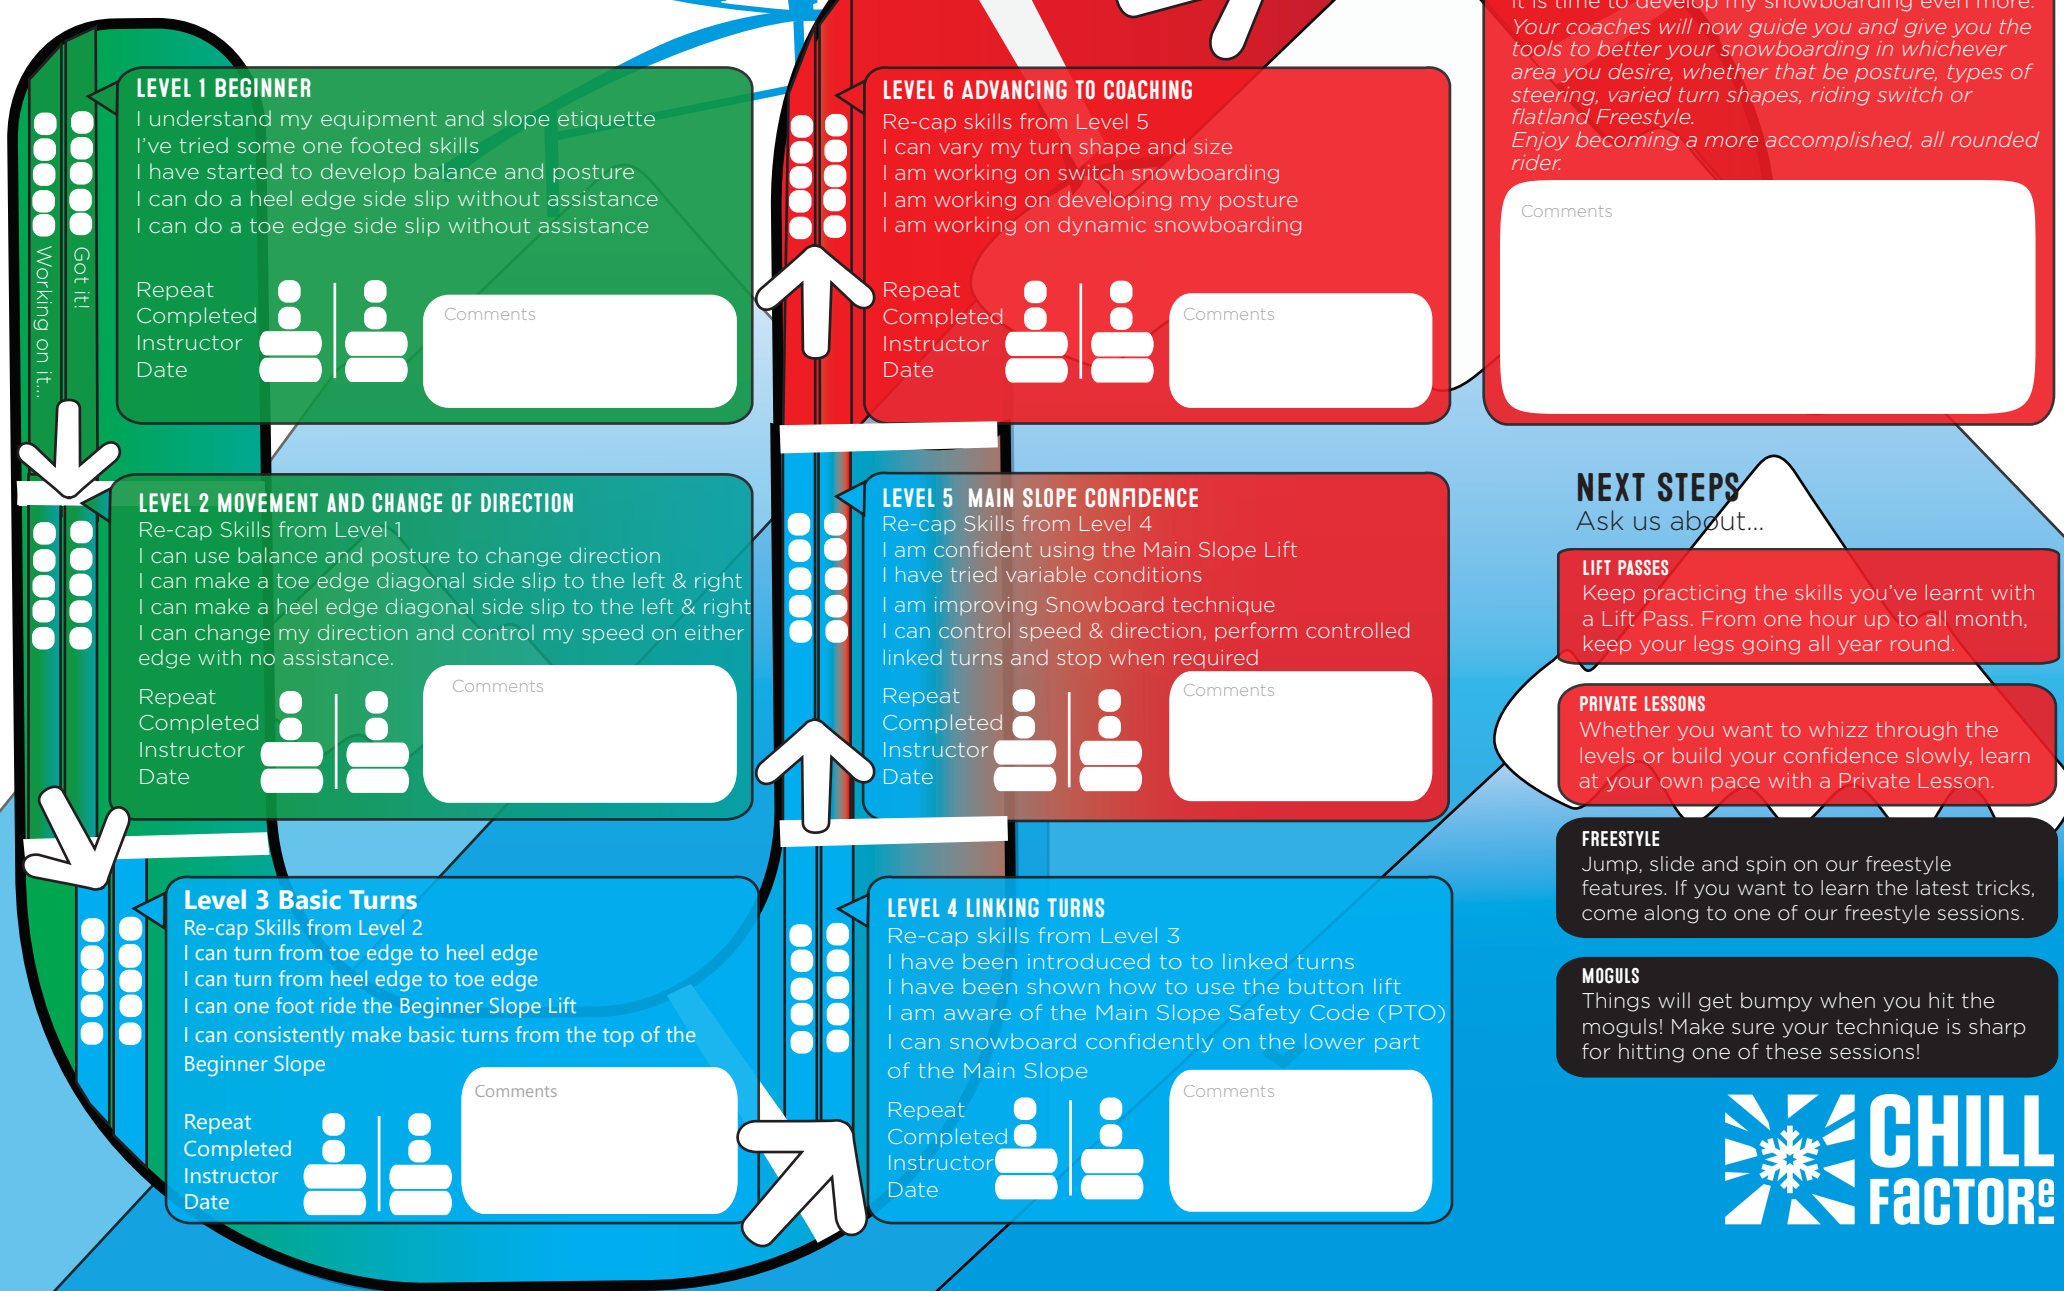 LEVEL 1 BEGINNER
I understand my equipment and slope etiquette
I've tried some one footed skills
I have started to develop balance and posture
I can do a heel edge side slip without assistance
I can do a toe edge side slip without assistance
Got it!
Working on it...
Repeat
Completed
Instructor
Date
Comments
LEVEL 2 MOVEMENT AND CHANGE OF DIRECTION
Re-cap Skills from Level 1
I can use balance and posture to change direction
I can make a toe edge diagonal side slip to the left & right
I can make a heel edge diagonal side slip to the left & right
I can change my direction and control my speed on either
edge with no assistance.
Repeat
Completed
Instructor
Date
Comments
Level 3 Basic Turns
Re-cap Skills from Level 2
I can turn from toe edge to heel edge
I can turn from heel edge to toe edge
I can one foot ride the Beginner Slope Lift
I can consistently make basic turns from the top of the
Beginner Slope
Repeat
Completed
Instructor
Date
Comments
LEVEL 4 LINKING TURNS
Re-cap skills from Level 3
I have been introduced to to linked turns
I have been shown how to use the button lift
I am aware of the Main Slope Safety Code (PTO)
I can snowboard confidently on the lower part
of the Main Slope
Repeat
Completed
Instructor
Date
Comments
LEVEL 5 MAIN SLOPE CONFIDENCE
Re-cap Skills from Level 4
I am confident using the Main Slope Lift
I have tried variable conditions
I am improving Snowboard technique
I can control speed & direction, perform controlled
linked turns and stop when required
Repeat
Completed
Instructor
Date
Comments
LEVEL 6 ADVANCING TO COACHING
Re-cap skills from Level 5
I can vary my turn shape and size
I am working on switch snowboarding
I am working on developing my posture
I am working on dynamic snowboarding
Repeat
Completed
Instructor
Date
Comments
It is time to develop my snowboarding even more.
Your coaches will now guide you and give you the
tools to better your snowboarding in whichever
area you desire, whether that be posture, types of
steering, varied turn shapes, riding switch or
flatland Freestyle.
Enjoy becoming a more accomplished, all rounded
rider.
Comments
NEXT STEPS
Ask us about...
LIFT PASSES
Keep practicing the skills you've learnt with
a Lift Pass. From one hour up to all month,
keep your legs going all year round.
PRIVATE LESSONS
Whether you want to whizz through the
levels or build your confidence slowly, learn
at your own pace with a Private Lesson.
FREESTYLE
Jump, slide and spin on our freestyle
features. If you want to learn the latest tricks,
come along to one of our freestyle sessions.
MOGULS
Things will get bumpy when you hit the
moguls! Make sure your technique is sharp
for hitting one of these sessions!
CHILL
FACTORe